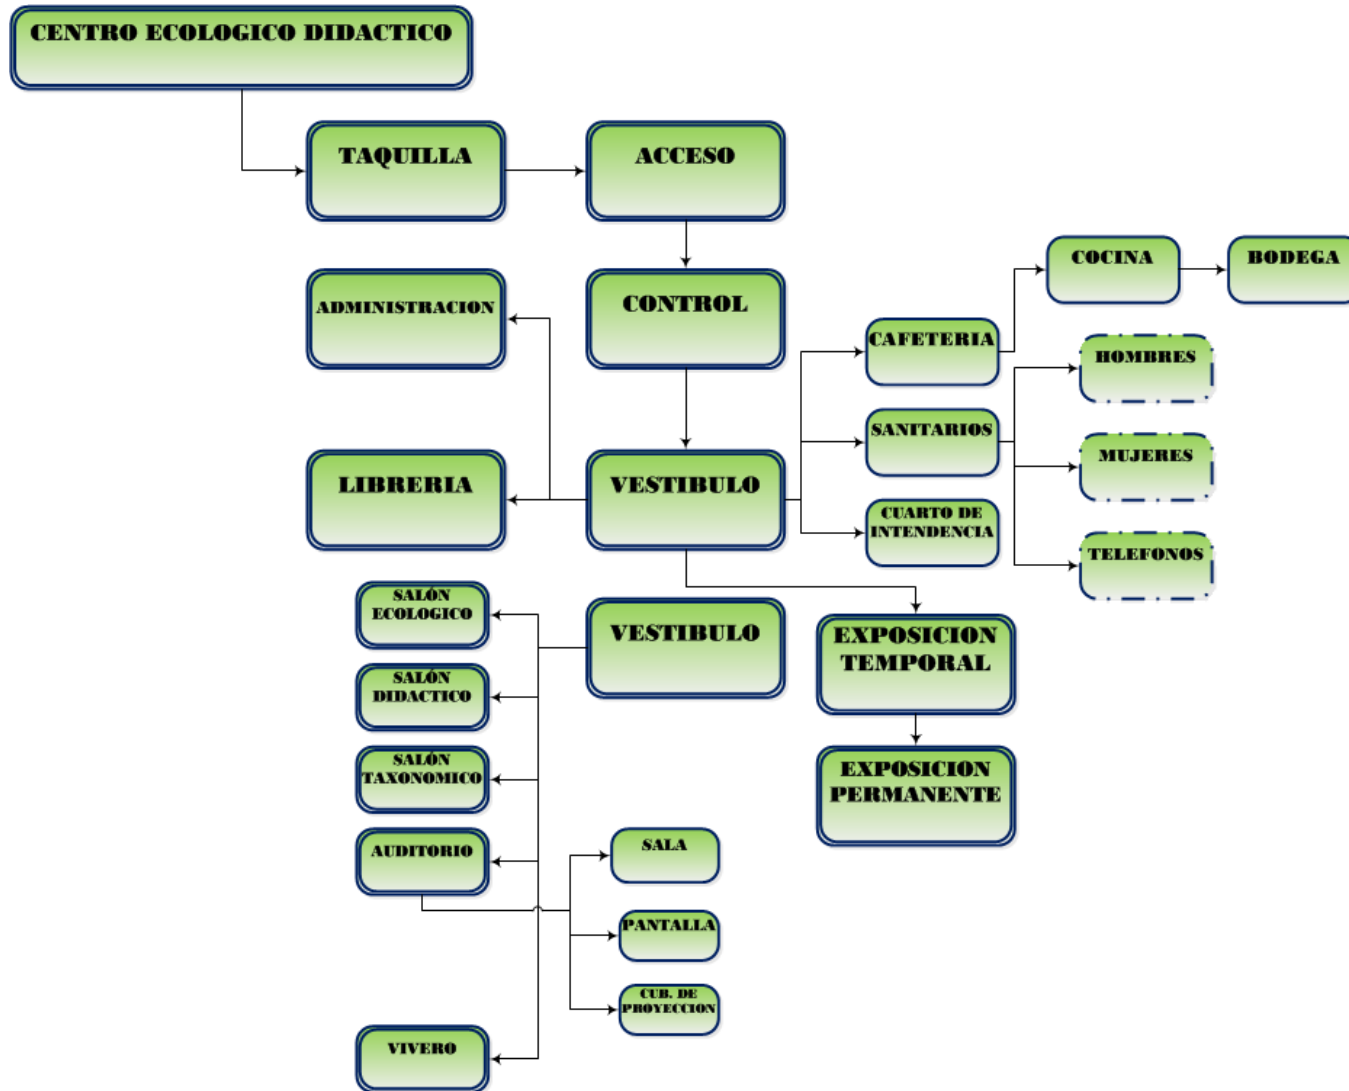 CENTRO ECOLOGICO DIDACTICO
TAQUILLA
ACCESO
ADMINISTRACION
CONTROL
COCINA
BODEGA
CAFETERIA
HOMBRES
SANITARIOS
MUJERES
LIBRERIA
VESTIBULO
CUARTO DE
INTENDENCIA
TELEFONOS
SALÓN
ECOLOGICO
VESTIBULO
EXPOSICION
TEMPORAL
SALÓN
DIDACTICO
SALÓN
TAXONOMICO
EXPOSICION
PERMANENTE
AUDITORIO
SALA
PANTALLA
CUB. DE
PROYECCION
VIVERO